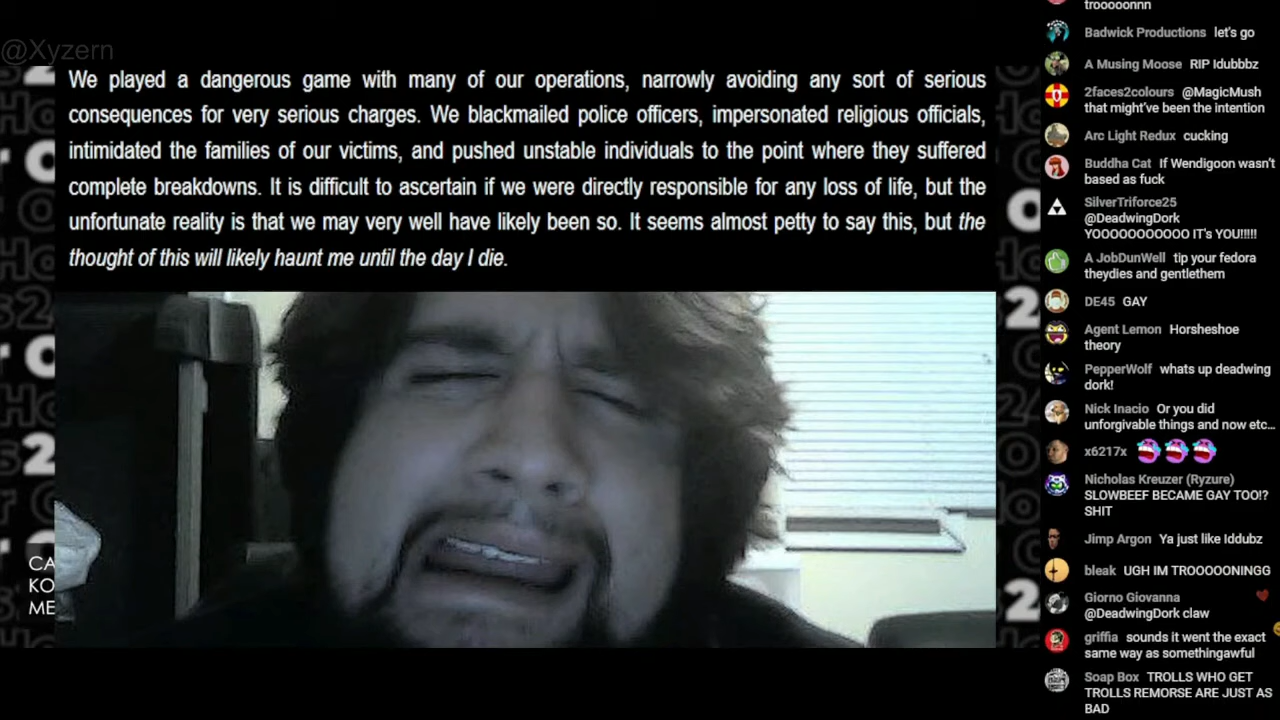 @Xyzern
We played a dangerous game with many of our operations, narrowly avoiding any sort of serious
consequences for very serious charges. We blackmailed police officers, impersonated religious officials,
intimidated the families of our victims, and pushed unstable individuals to the point where they suffered
complete breakdowns. It is difficult to ascertain if we were directly responsible for any loss of life, but the
unfortunate reality is that we may very well have likely been so. It seems almost petty to say this, but the
thought of this will likely haunt me until the day I die.
CA
KO
ME
trooooonnn
Badwick Productions let's go
A Musing Moose RIP Idubbbz
2faces2colours @MagicMush
that might've been the intention
Arc Light Redux cucking
Buddha Cat If Wendigoon wasn't
based as fuck
SilverTriforce25
@DeadwingDork
YOOOOOOOOOOO IT's YOU!!!!!
A JobDunWell tip your fedora
theydies and gentlethem
DE45 GAY
Agent Lemon Horsheshoe
theory
PepperWolf whats up deadwing
dork!
Nick Inacio Or you did
unforgivable things and now etc...
x6217x
Nicholas Kreuzer (Ryzure)
SLOWBEEF BECAME GAY TOO!?
SHIT
Jimp Argon Ya just like Iddubz
bleak UGH IM TROOOOONINGG
Giorno Giovanna
@DeadwingDork claw
griffia sounds it went the exact
same way as somethingawful
Soap Box TROLLS WHO GET
TROLLS REMORSE ARE JUST AS
BAD